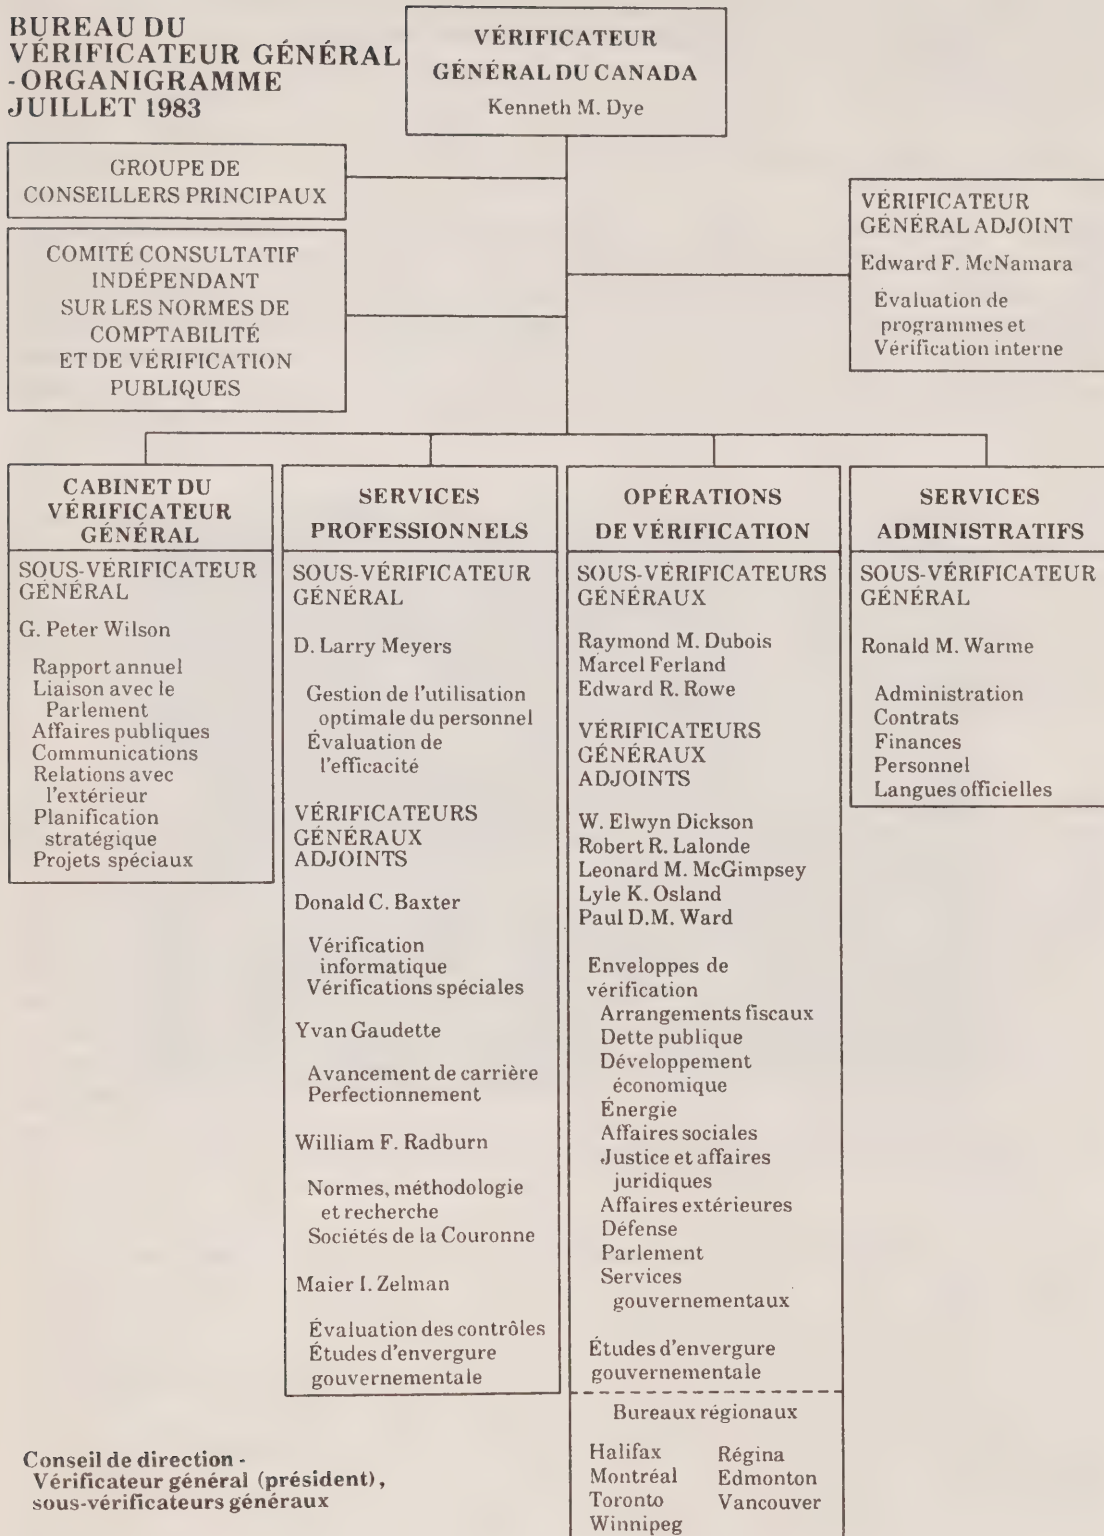 BUREAU DU
VÉRIFICATEUR GÉNÉRAL
- ORGANIGRAMME
JUILLET 1983
VÉRIFICATEUR
GÉNÉRAL DU CANADA
Kenneth M. Dye
GROUPE DE
CONSEILLERS PRINCIPAUX
COMITÉ CONSULTATIF
INDÉPENDANT
SUR LES NORMES DE
COMPTABILITÉ
ET DE VÉRIFICATION
PUBLIQUES
VÉRIFICATEUR
GÉNÉRAL ADJOINT
Edward F. McNamara
Évaluation de
programmes et
Vérification interne
CABINET DU
VÉRIFICATEUR
GÉNÉRAL
SOUS-VÉRIFICATEUR
GÉNÉRAL
G. Peter Wilson
Rapport annuel
Liaison avec le
Parlement
Affaires publiques
Communications
Relations avec
l'extérieur
Planification
stratégique
Projets spéciaux
SERVICES
PROFESSIONNELS
SOUS-VÉRIFICATEUR
GÉNÉRAL
D. Larry Meyers
Gestion de l'utilisation
optimale du personnel
Évaluation de
l'efficacité
VÉRIFICATEURS
GÉNÉRAUX
ADJOINTS
Donald C. Baxter
Vérification
informatique
Vérifications spéciales
Yvan Gaudette
Avancement de carrière
Perfectionnement
William F. Radburn
Normes, méthodologie
et recherche
Sociétés de la Couronne
Maier I. Zelman
Évaluation des contrôles
Études d'envergure
gouvernementale
OPÉRATIONS
DE VÉRIFICATION
SOUS-VÉRIFICATEURS
GÉNÉRAUX
Raymond M. Dubois
Marcel Ferland
Edward R. Rowe
VÉRIFICATEURS
GÉNÉRAUX
ADJOINTS
W. Elwyn Dickson
Robert R. Lalonde
Leonard M. McGimpsey
Lyle K. Osland
Paul D.M. Ward
Enveloppes de
vérification
Arrangements fiscaux
Dette publique
Développement
économique
Énergie
Affaires sociales
Justice et affaires
juridiques
Affaires extérieures
Défense
Parlement
Services
gouvernementaux
Études d'envergure
gouvernementale
Bureaux régionaux
Halifax Régina
Montréal Edmonton
Toronto Vancouver
Winnipeg
SERVICES
ADMINISTRATIFS
SOUS-VÉRIFICATEUR
GÉNÉRAL
Ronald M. Warme
Administration
Contrats
Finances
Personnel
Langues officielles
Conseil de direction -
Vérificateur général (président),
sous-vérificateurs généraux